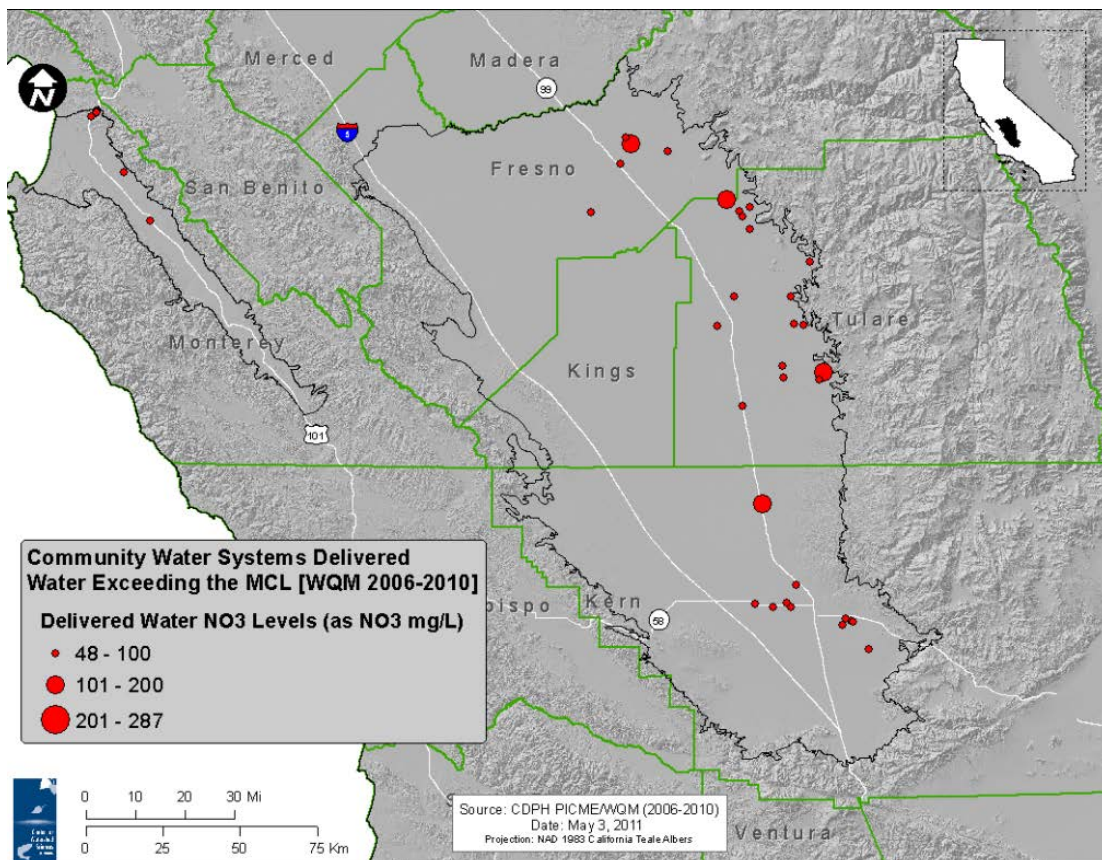 Merced
Madera
99
N
5
Fresno
San Benito
Tulare
Monterey
Kings
101
Community Water Systems Delivered
Water Exceeding the MCL [WQM 2006-2010]
Delivered Water NO3 Levels (as NO3 mg/L)
48 - 100
101 - 200
201 - 287
bispo
Kern
58
0 10 20 30 Mi
0 25 50 75 Km
Source: CDPH PICME/WQM (2006-2010)
Date: May 3, 2011
Projection: NAD 1983 California Teale Albers
Ventura